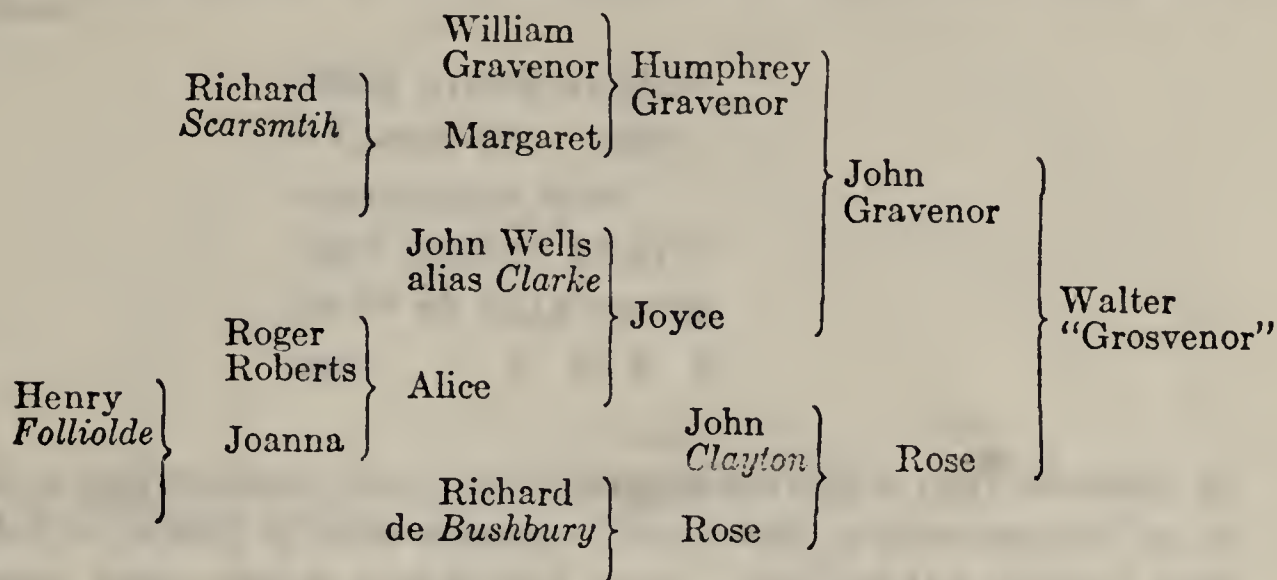 William
Gravenor
Humphrey
Gravenor
Richard
Scarsmtih
Margaret
John
Gravenor
John Wells
alias Clarke
Joyce
Walter
"Grosvenor"
Roger
Roberts
Alice
Henry
Folliolde
Joanna
John
Clayton
Rose
Richard
de Bushbury
Rose